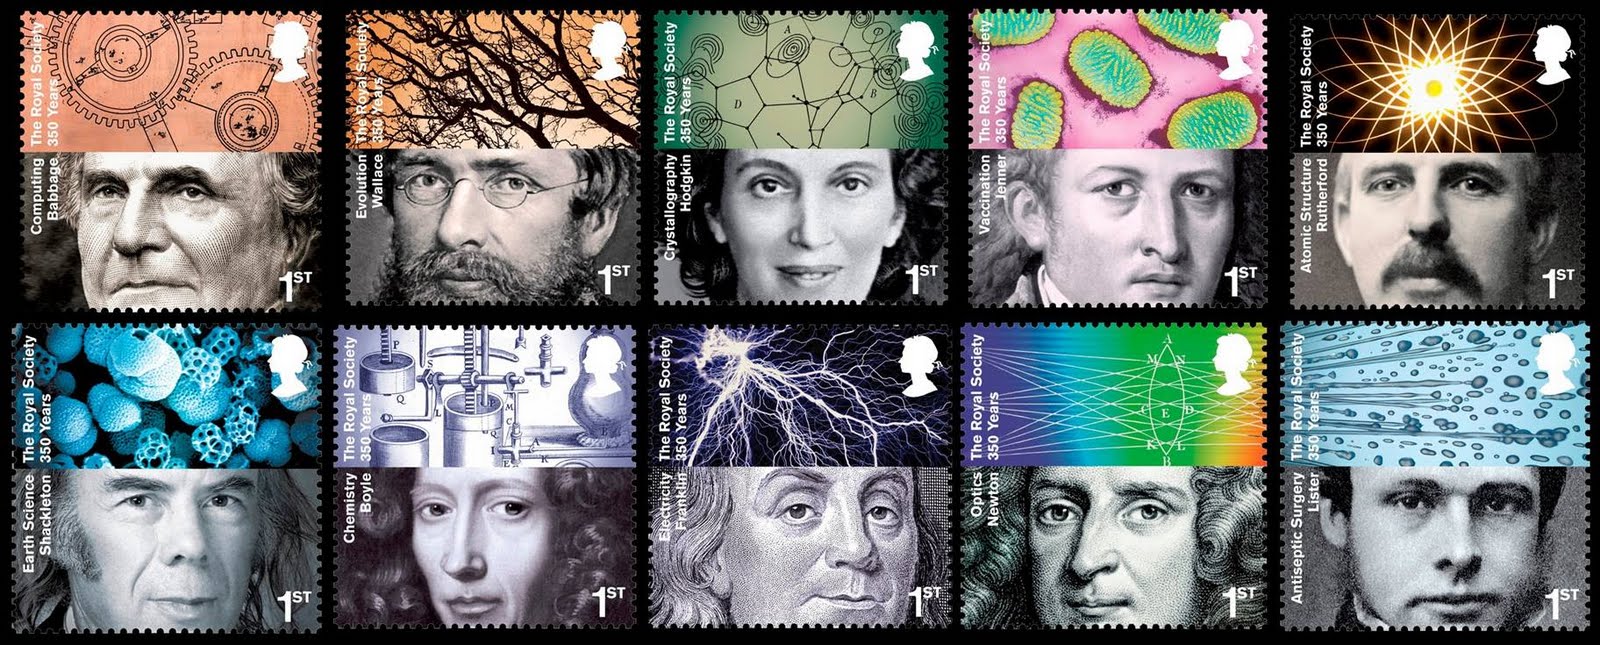 The Royal Society
350 Years
Computing
Babbage
1ST
The Royal Society
350 Years
Evolution
Wallace
1ST
The Royal Society
350 Years
A
D
B
Crystallography
Hodgkin
1ST
The Royal Society
350 Years
Vaccination
Jenner
1ST
The Royal Society
350 Years
Atomic Structure
Rutherford
1ST
The Royal Society
350 Years
Earth Science
Shackleton
1ST
The Royal Society
350 Years
P
Q
L
Chemistry
Boyle
1ST
The Royal Society
350 Years
Electricity
Franklin
1ST
The Royal Society
350 Years
A
M N
C E D
K L
B
Optics
Newton
1ST
The Royal Society
350 Years
Antiseptic Surgery
Lister
1ST